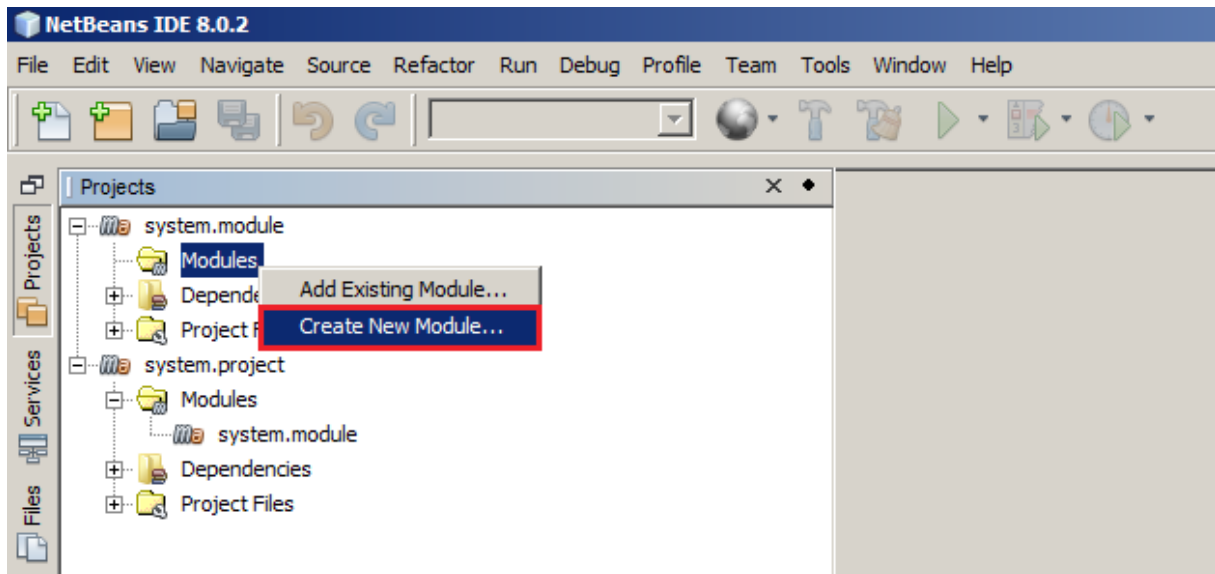 NetBeans IDE 8.0.2
File Edit View Navigate Source Refactor Run Debug Profile Team Tools Window Help
Projects
system.module
Modules
Add Existing Module...
Create New Module...
system.project
Modules
system.module
Dependencies
Project Files
Projects
Services
Files